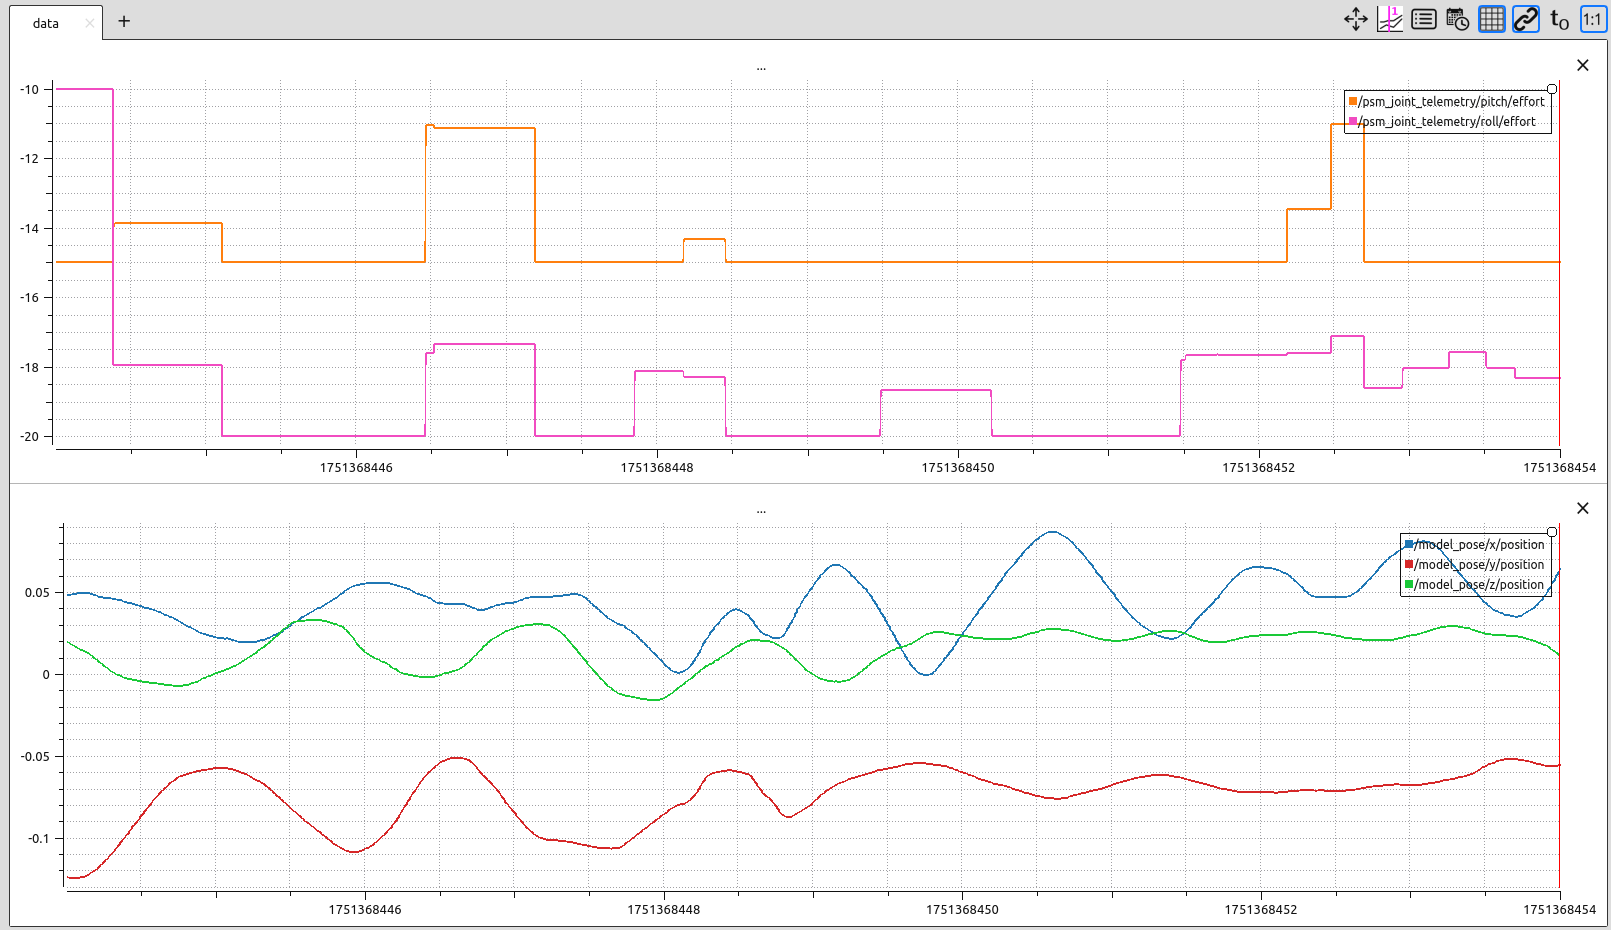 data
+
1
t0
1:1
...
-10
-12
-14
-16
-18
-20
/psm_joint_telemetry/pitch/effort
/psm_joint_telemetry/roll/effort
1751368446 1751368448 1751368450 1751368452 1751368454
...
0.05
0
-0.05
-0.1
/model_pose/x/position
/model_pose/y/position
/model_pose/z/position
1751368446 1751368448 1751368450 1751368452 1751368454